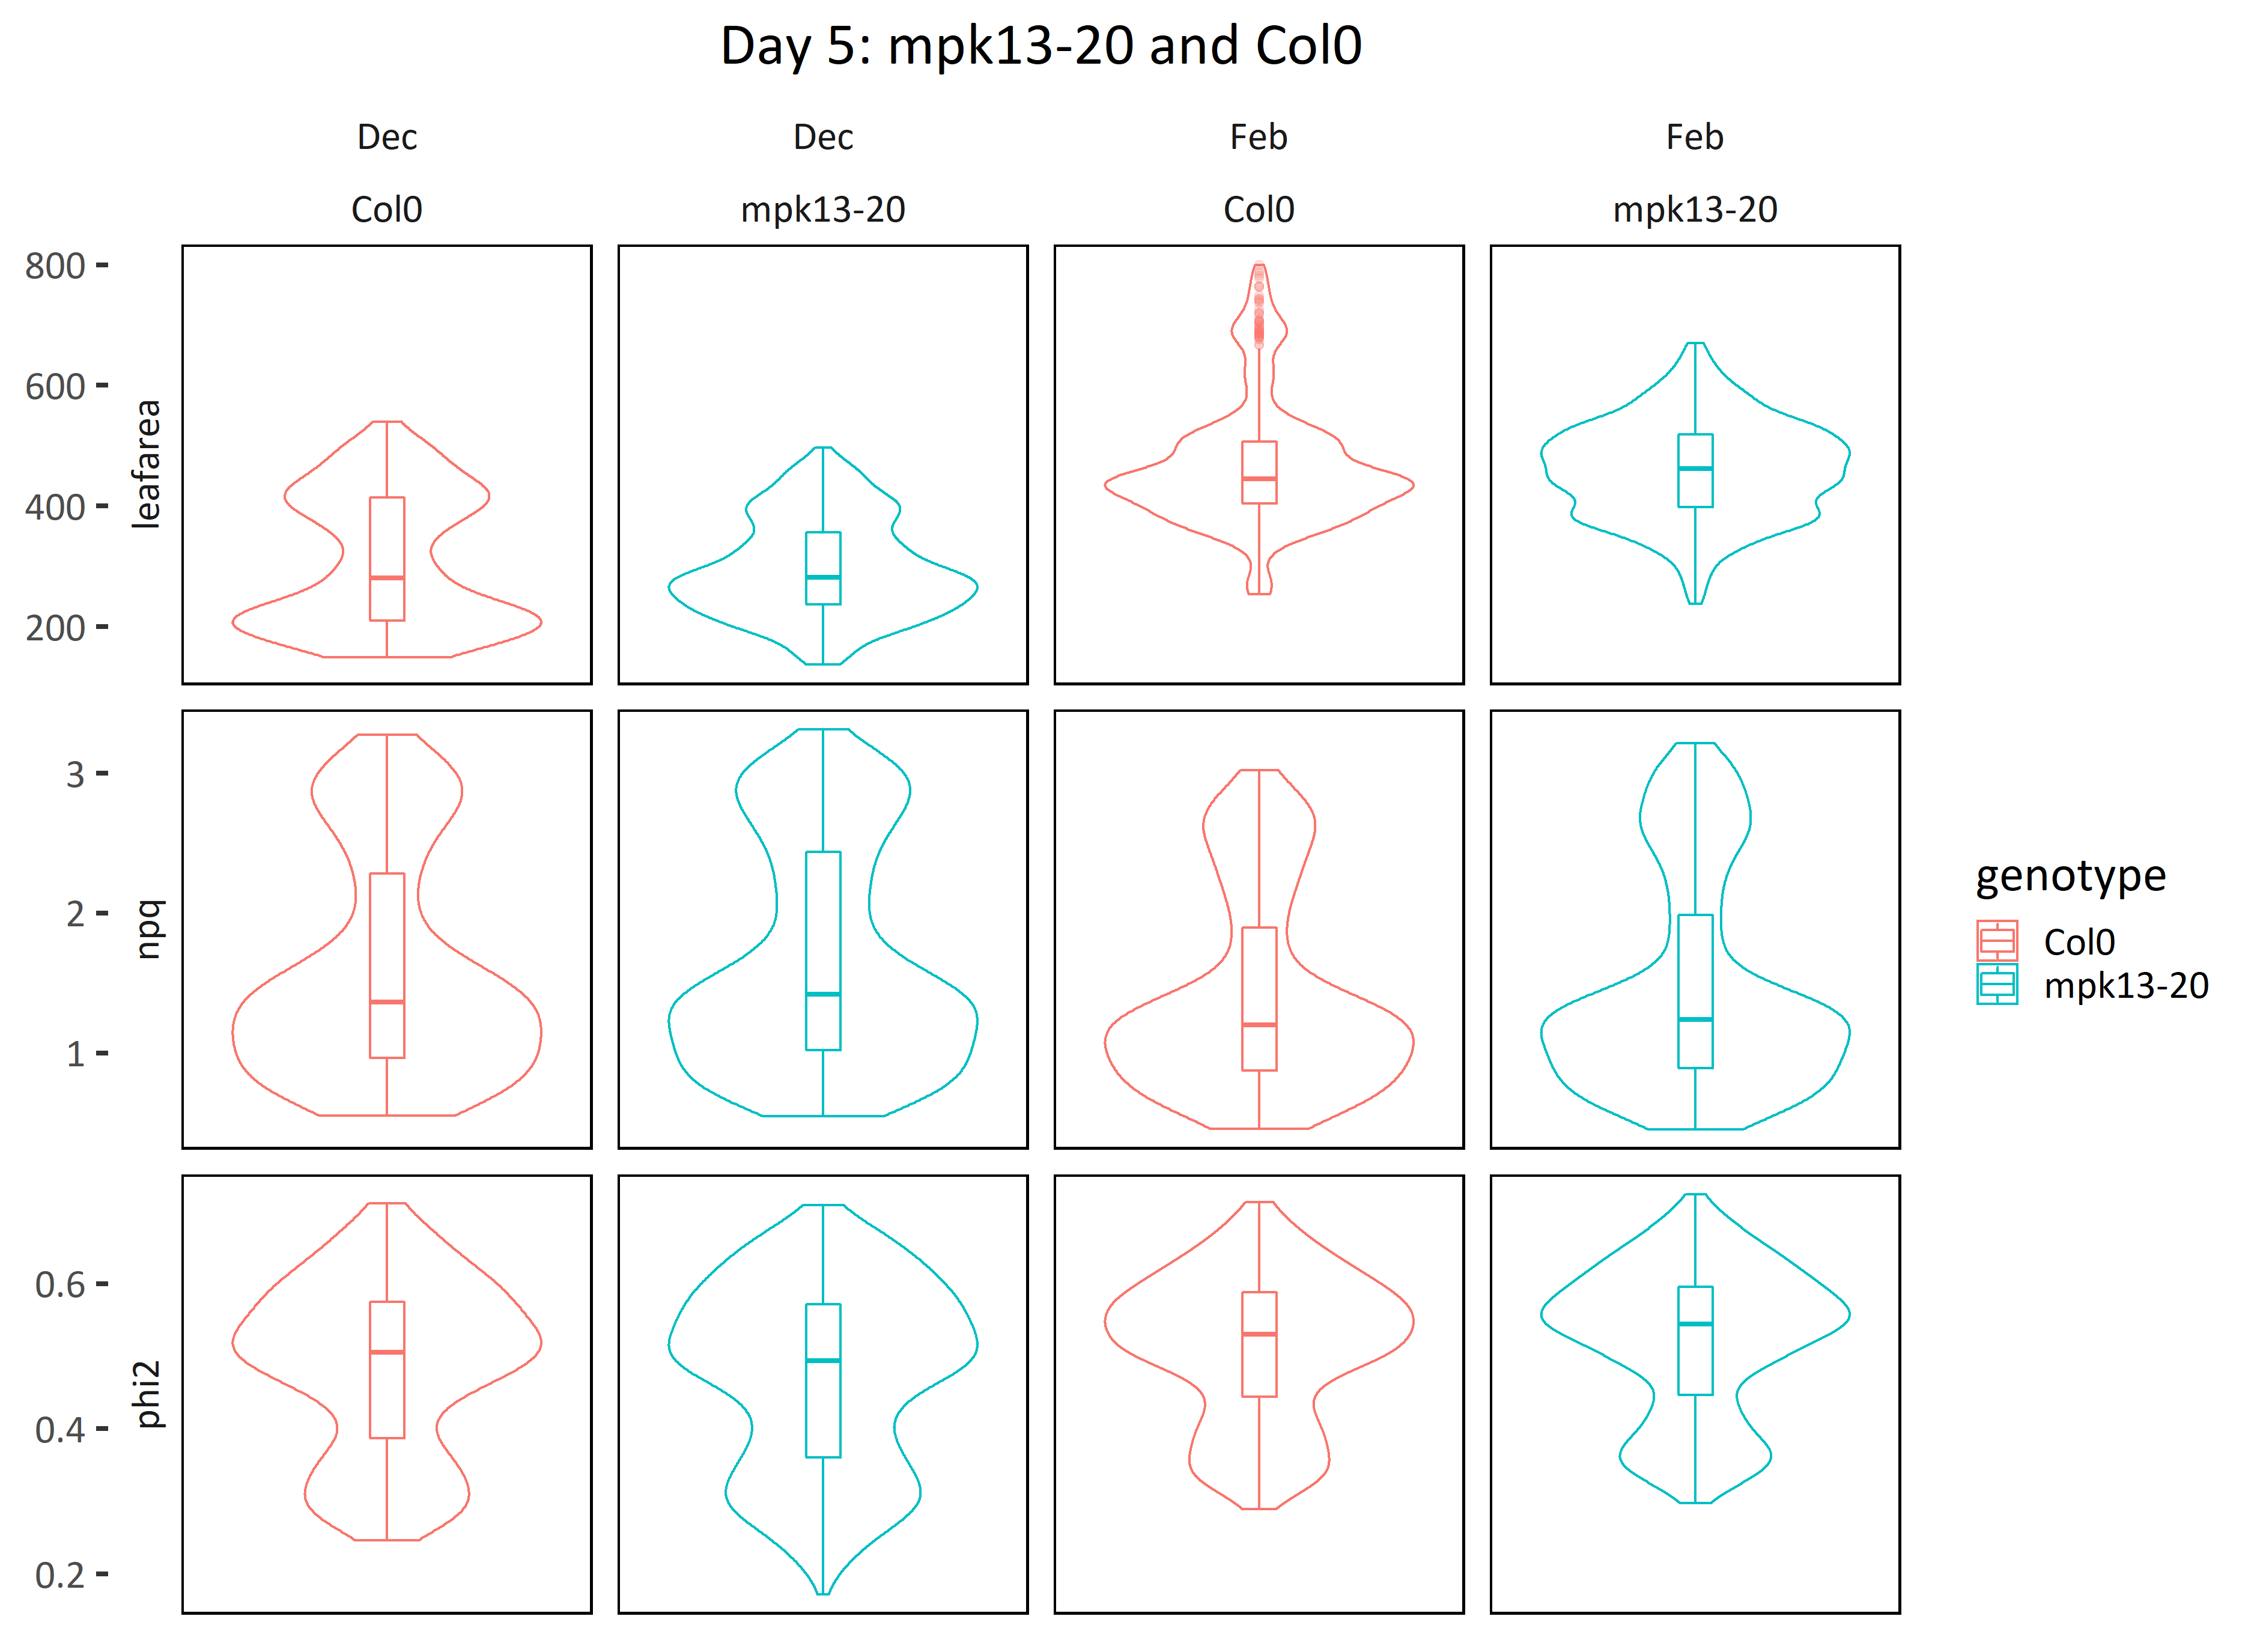 Day 5: mpk13-20 and Col0
Dec Dec Feb Feb
Col0 mpk13-20 Col0 mpk13-20
800
600
400
200
leafarea
3
2
1
npq
0.6
0.4
0.2
phi2
genotype
Col0
mpk13-20